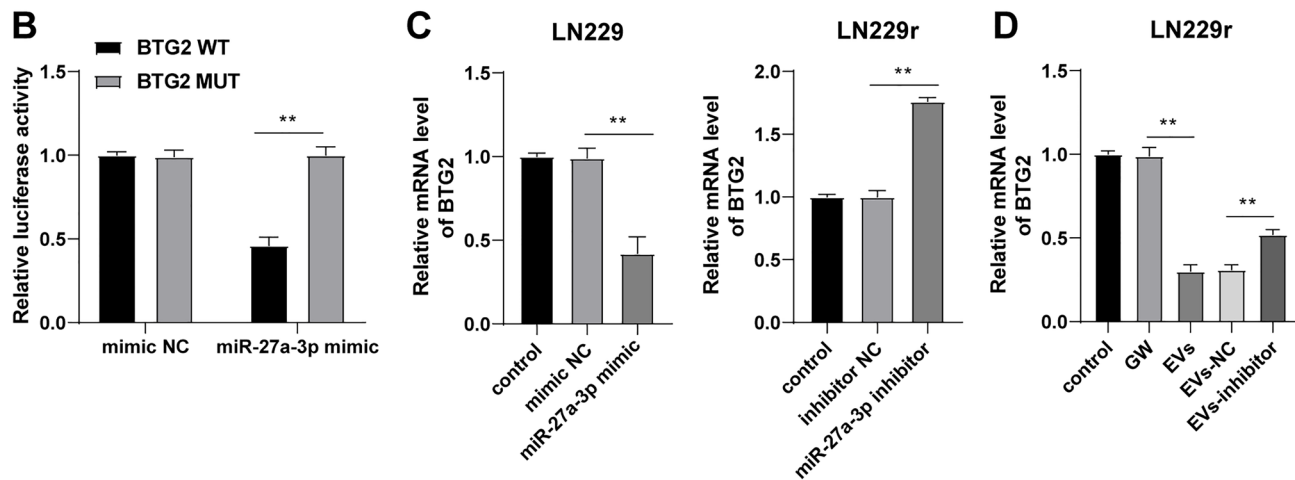 B
BTG2 WT
BTG2 MUT
Relative luciferase activity
1.5
1.0
0.5
0.0
**
mimic NC
miR-27a-3p mimic
C
LN229
Relative mRNA level
of BTG2
1.5
1.0
0.5
0.0
**
control
mimic NC
miR-27a-3p mimic
LN229r
Relative mRNA level
of BTG2
2.0
1.5
1.0
0.5
0.0
**
control
inhibitor NC
miR-27a-3p inhibitor
D
LN229r
Relative mRNA level
of BTG2
1.5
1.0
0.5
0.0
**
**
control
GW
EVs
EVs-NC
EVs-inhibitor